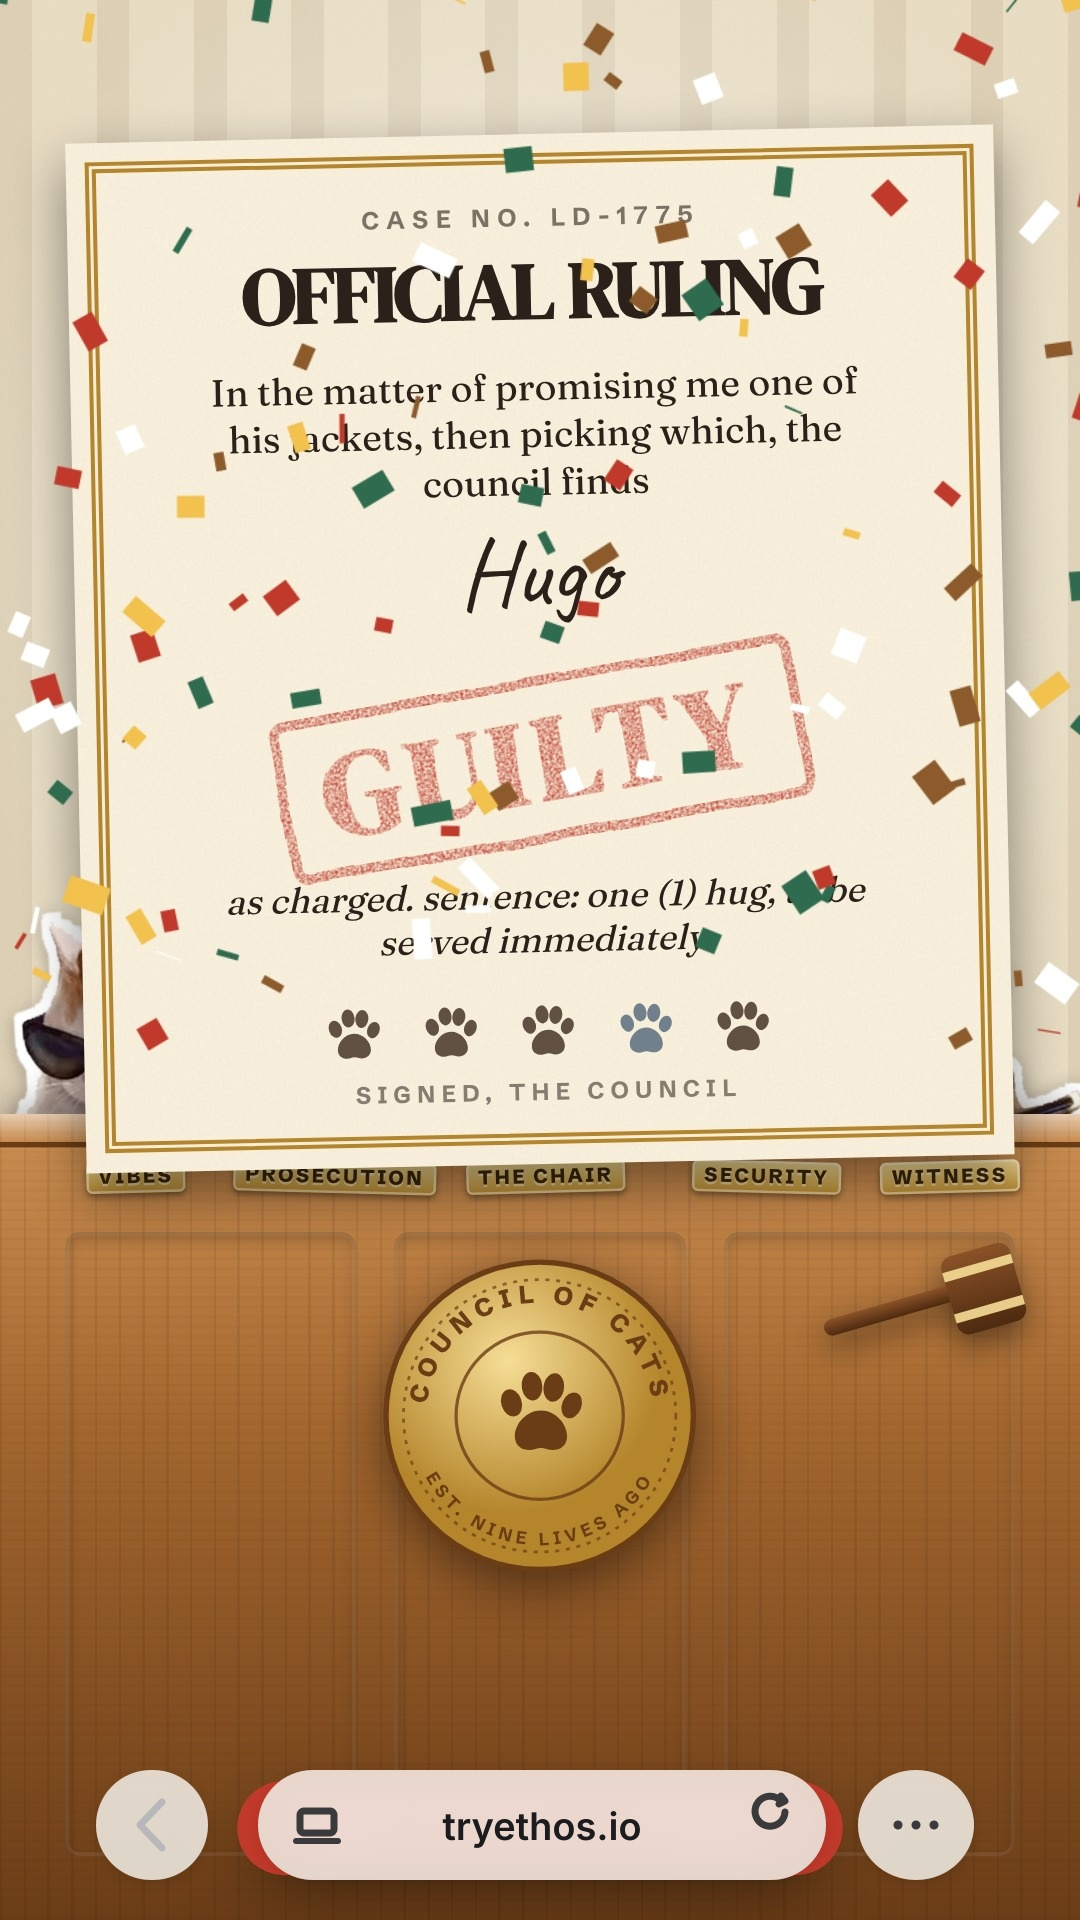 CASE NO. LD-1775
OFFICIAL RULING
In the matter of promising me one of
his jackets, then picking which, the
council finds
Hugo
GUILTY
as charged. sentence: one (1) hug, to be
served immediately
SIGNED, THE COUNCIL
VIBES PROSECUTION THE CHAIR SECURITY WITNESS
COUNCIL OF CATS
EST. NINE LIVES AGO
tryethos.io